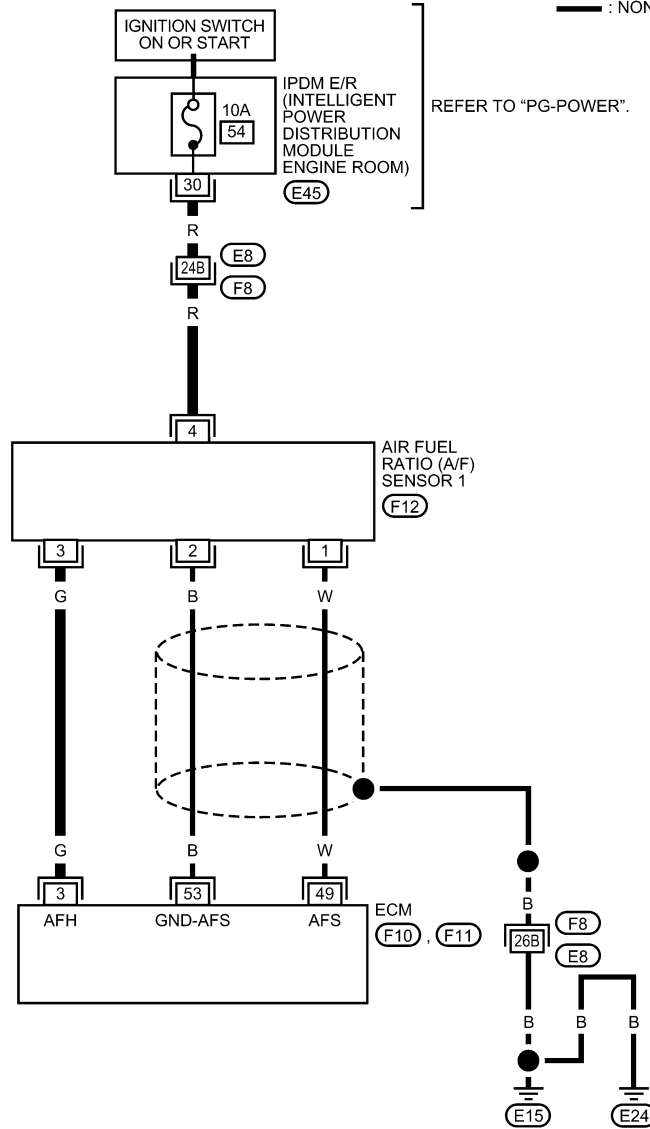 : NON
IGNITION SWITCH
ON OR START
IPDM E/R
(INTELLIGENT
POWER
DISTRIBUTION
MODULE
ENGINE ROOM)
REFER TO “PG-POWER”.
10A
54
30
E45
R
24B
E8
F8
R
4
AIR FUEL
RATIO (A/F)
SENSOR 1
F12
3 2 1
G B W
G B W
3 53 49
AFH GND-AFS AFS
ECM
F10 , F11
B
26B
F8
E8
B B B
E15 E24